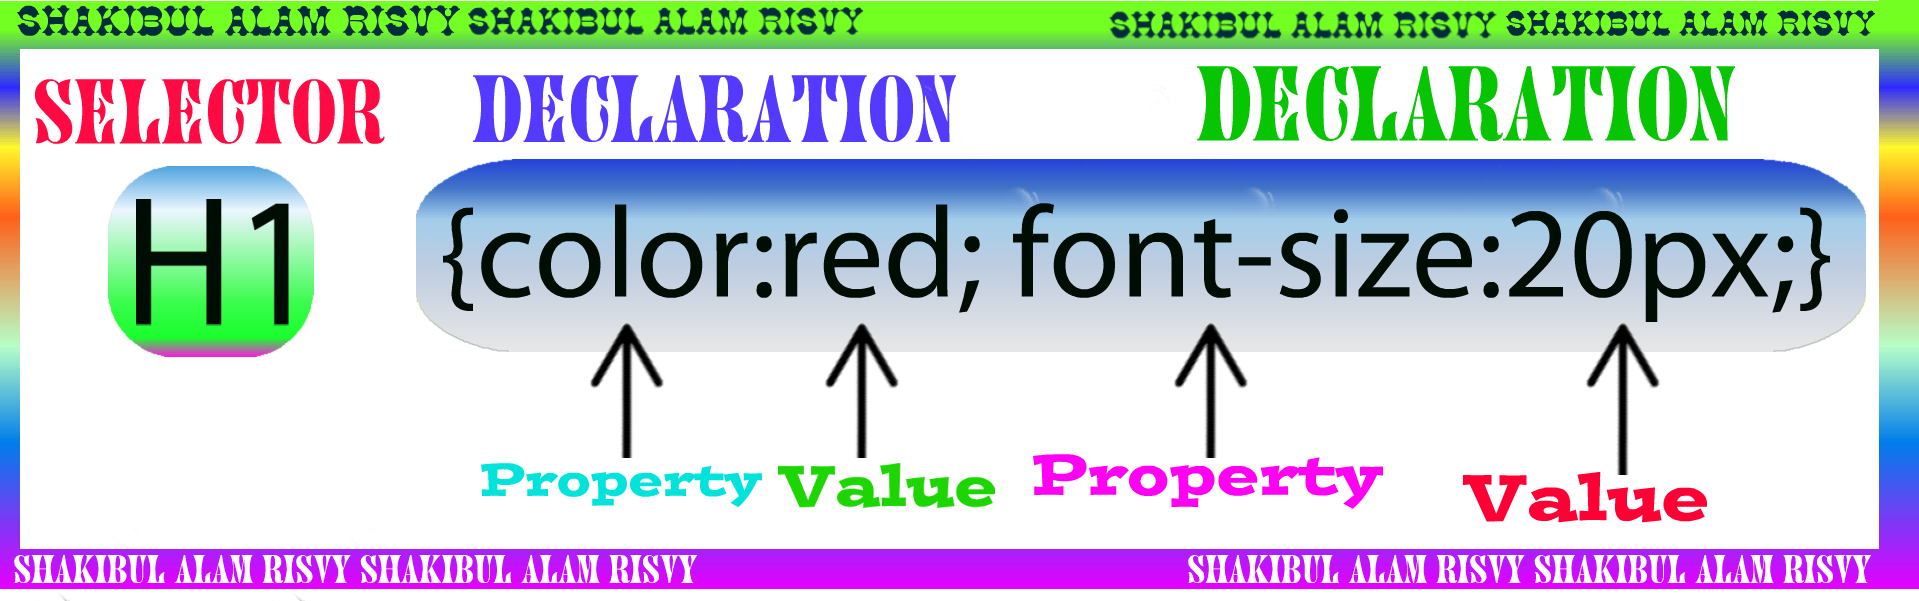 SHAKIBUL ALAM RISVY SHAKIBUL ALAM RISVY SHAKIBUL ALAM RISVY SHAKIBUL ALAM RISVY
SELECTOR DECLARATION DECLARATION
H1 {color:red; font-size:20px;}
Property Value Property Value
SHAKIBUL ALAM RISVY SHAKIBUL ALAM RISVY SHAKIBUL ALAM RISVY SHAKIBUL ALAM RISVY